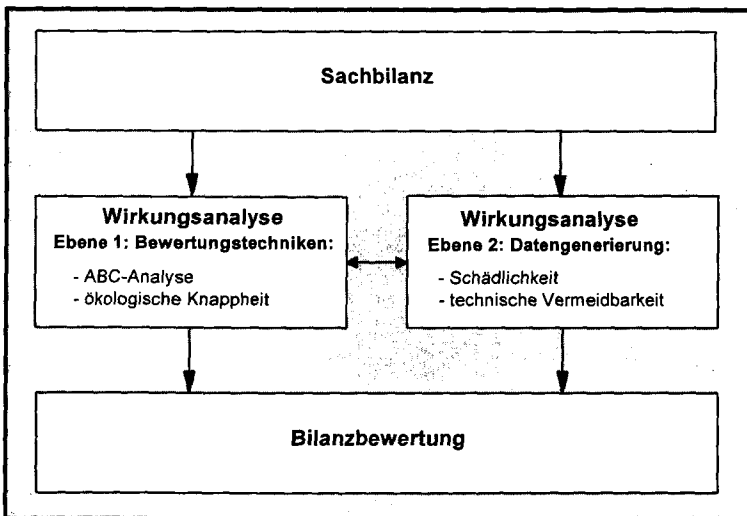 Sachbilanz
Wirkungsanalyse
Ebene 1: Bewertungstechniken:
- ABC-Analyse
- ökologische Knappheit
Wirkungsanalyse
Ebene 2: Datengenerierung:
- Schädlichkeit
- technische Vermeidbarkeit
Bilanzbewertung